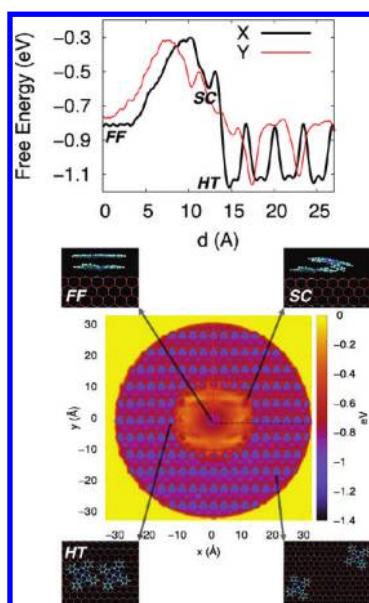 X
Y
Free Energy (eV)
−0.3
−0.5
−0.7
−0.9
−1.1
FF
SC
HT
0 5 10 15 20 25
d (A)
FF
SC
y (Å)
30
20
10
0
−10
−20
−30
−30 −20 −10 0 10 20 30
x (Å)
0
−0.2
−0.4
−0.6
−0.8
−1
−1.2
−1.4
eV
HT